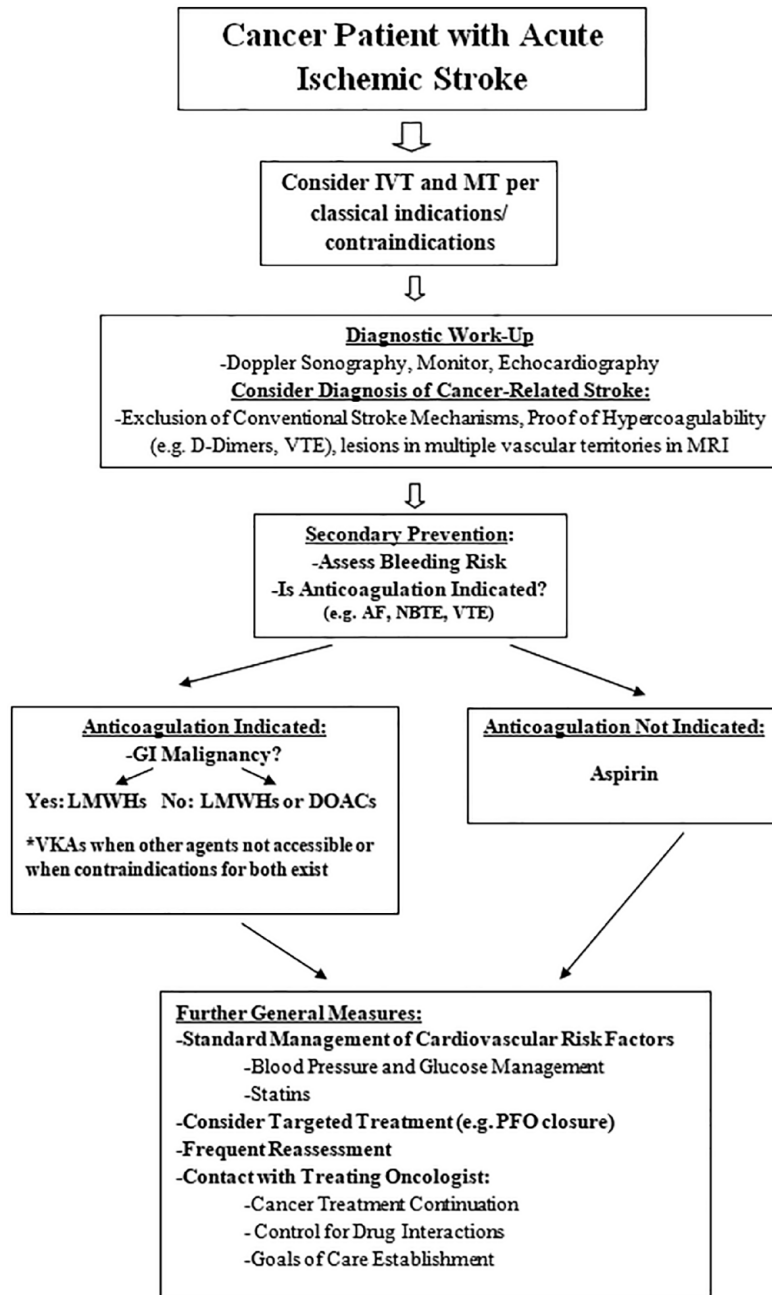 Cancer Patient with Acute
Ischemic Stroke
Consider IVT and MT per
classical indications/
contraindications
Diagnostic Work-Up
-Doppler Sonography, Monitor, Echocardiography
Consider Diagnosis of Cancer-Related Stroke:
-Exclusion of Conventional Stroke Mechanisms, Proof of Hypercoagulability
(e.g. D-Dimers, VTE), lesions in multiple vascular territories in MRI
Secondary Prevention:
-Assess Bleeding Risk
-Is Anticoagulation Indicated?
(e.g. AF, NBTE, VTE)
Anticoagulation Indicated:
-GI Malignancy?
Yes: LMWHs No: LMWHs or DOACs
*VKAs when other agents not accessible or
when contraindications for both exist
Anticoagulation Not Indicated:
Aspirin
Further General Measures:
-Standard Management of Cardiovascular Risk Factors
-Blood Pressure and Glucose Management
-Statins
-Consider Targeted Treatment (e.g. PFO closure)
-Frequent Reassessment
-Contact with Treating Oncologist:
-Cancer Treatment Continuation
-Control for Drug Interactions
-Goals of Care Establishment